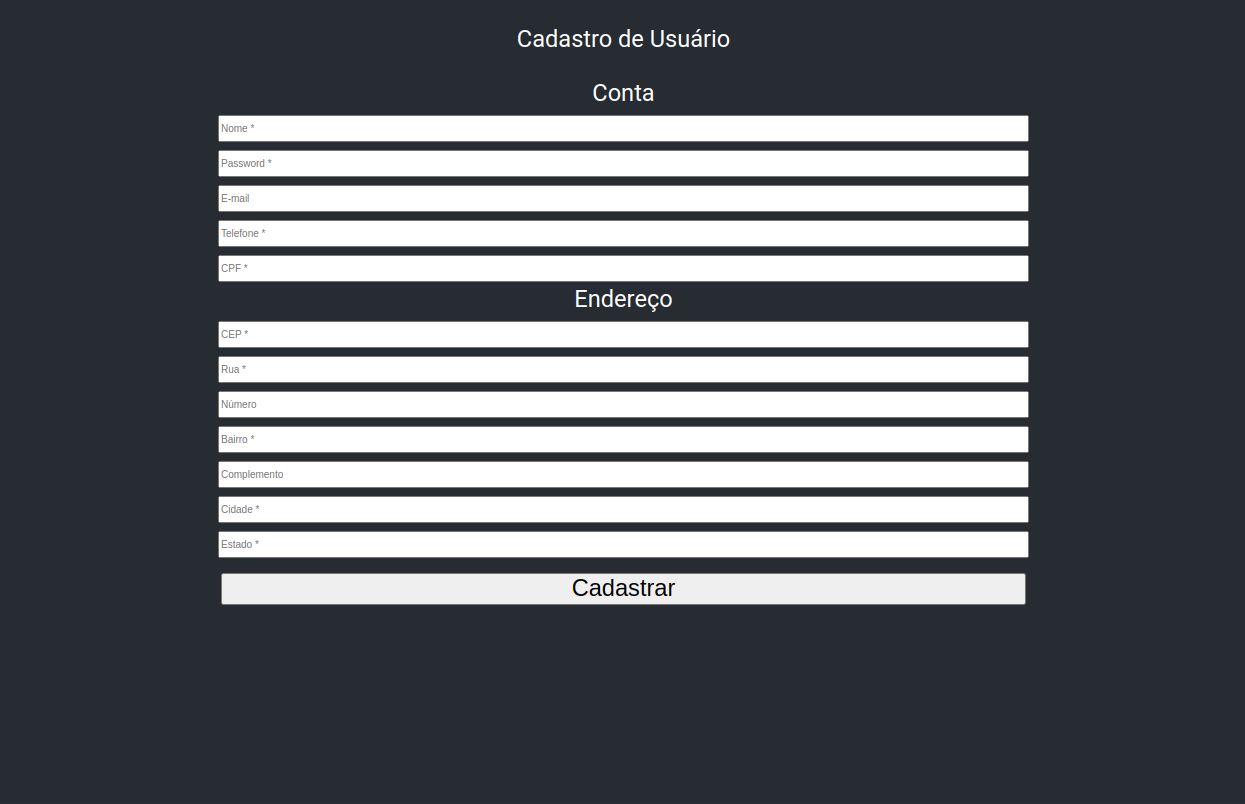 Cadastro de Usuário
Conta
Nome *
Password *
E-mail
Telefone *
CPF *
Endereço
CEP *
Rua *
Número
Bairro *
Complemento
Cidade *
Estado *
Cadastrar